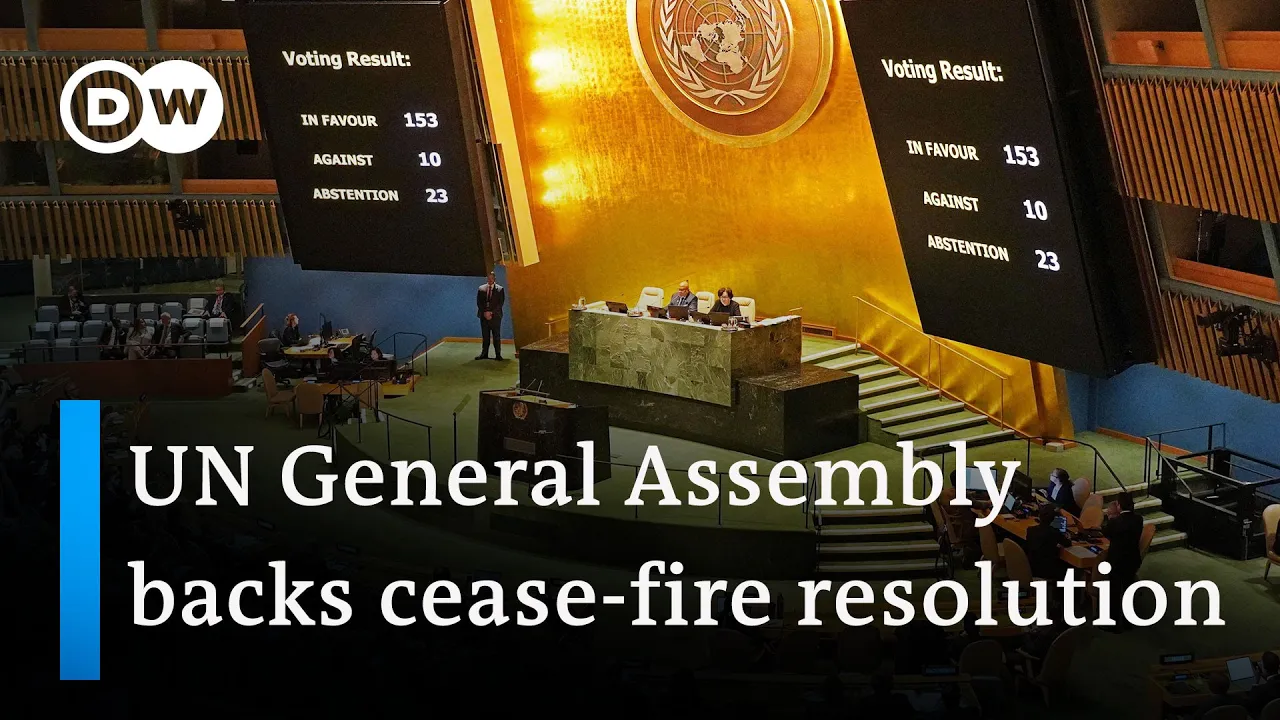 DW
Voting Result:
IN FAVOUR 153
AGAINST 10
ABSTENTION 23
Voting Result:
IN FAVOUR 153
AGAINST 10
ABSTENTION 23
UN General Assembly
backs cease-fire resolution